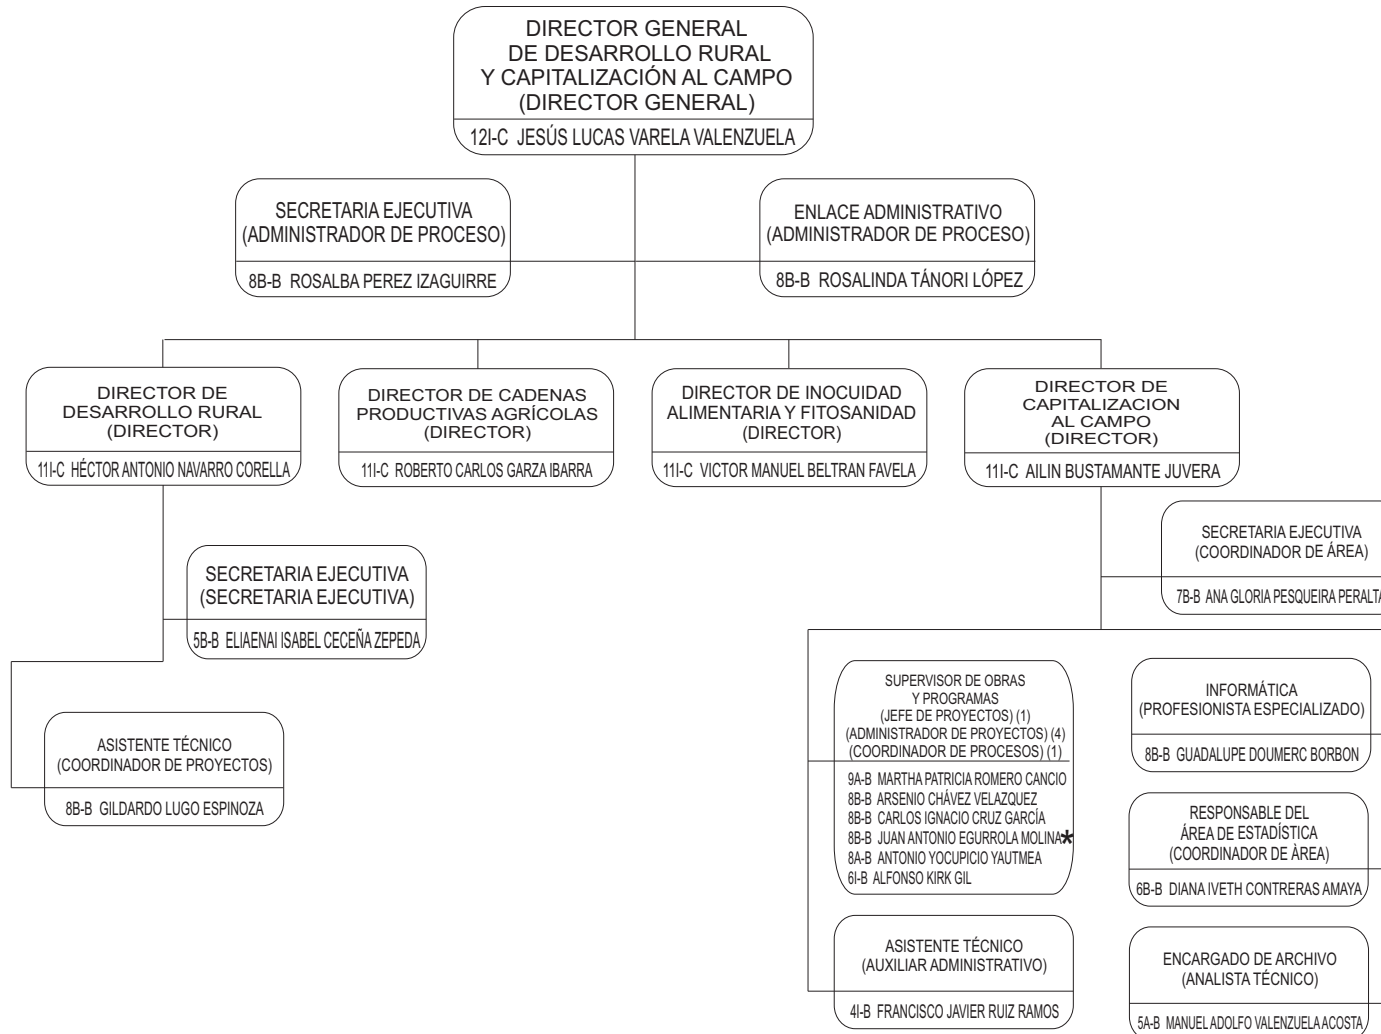 DIRECTOR GENERAL
DE DESARROLLO RURAL
Y CAPITALIZACIÓN AL CAMPO
(DIRECTOR GENERAL)
12I-C JESÚS LUCAS VARELA VALENZUELA
SECRETARIA EJECUTIVA
(ADMINISTRADOR DE PROCESO)
8B-B ROSALBA PEREZ IZAGUIRRE
ENLACE ADMINISTRATIVO
(ADMINISTRADOR DE PROCESO)
8B-B ROSALINDA TÁNORI LÓPEZ
DIRECTOR DE
DESARROLLO RURAL
(DIRECTOR)
11I-C HÉCTOR ANTONIO NAVARRO CORELLA
DIRECTOR DE CADENAS
PRODUCTIVAS AGRÍCOLAS
(DIRECTOR)
11I-C ROBERTO CARLOS GARZA IBARRA
DIRECTOR DE INOCUIDAD
ALIMENTARIA Y FITOSANIDAD
(DIRECTOR)
11I-C VICTOR MANUEL BELTRAN FAVELA
DIRECTOR DE
CAPITALIZACION
AL CAMPO
(DIRECTOR)
11I-C AILIN BUSTAMANTE JUVERA
SECRETARIA EJECUTIVA
(COORDINADOR DE ÁREA)
7B-B ANA GLORIA PESQUEIRA PERALTA
SECRETARIA EJECUTIVA
(SECRETARIA EJECUTIVA)
5B-B ELIAENAI ISABEL CECEÑA ZEPEDA
ASISTENTE TÉCNICO
(COORDINADOR DE PROYECTOS)
8B-B GILDARDO LUGO ESPINOZA
SUPERVISOR DE OBRAS
Y PROGRAMAS
(JEFE DE PROYECTOS) (1)
(ADMINISTRADOR DE PROYECTOS) (4)
(COORDINADOR DE PROCESOS) (1)
9A-B MARTHA PATRICIA ROMERO CANCIO
8B-B ARSENIO CHÁVEZ VELAZQUEZ
8B-B CARLOS IGNACIO CRUZ GARCÍA
8B-B JUAN ANTONIO EGURROLA MOLINA*
8A-B ANTONIO YOCUPICIO YAUTMEA
6I-B ALFONSO KIRK GIL
INFORMÁTICA
(PROFESIONISTA ESPECIALIZADO)
8B-B GUADALUPE DOUMERC BORBON
RESPONSABLE DEL
ÁREA DE ESTADÍSTICA
(COORDINADOR DE ÀREA)
6B-B DIANA IVETH CONTRERAS AMAYA
ASISTENTE TÉCNICO
(AUXILIAR ADMINISTRATIVO)
4I-B FRANCISCO JAVIER RUIZ RAMOS
ENCARGADO DE ARCHIVO
(ANALISTA TÉCNICO)
5A-B MANUEL ADOLFO VALENZUELA ACOSTA